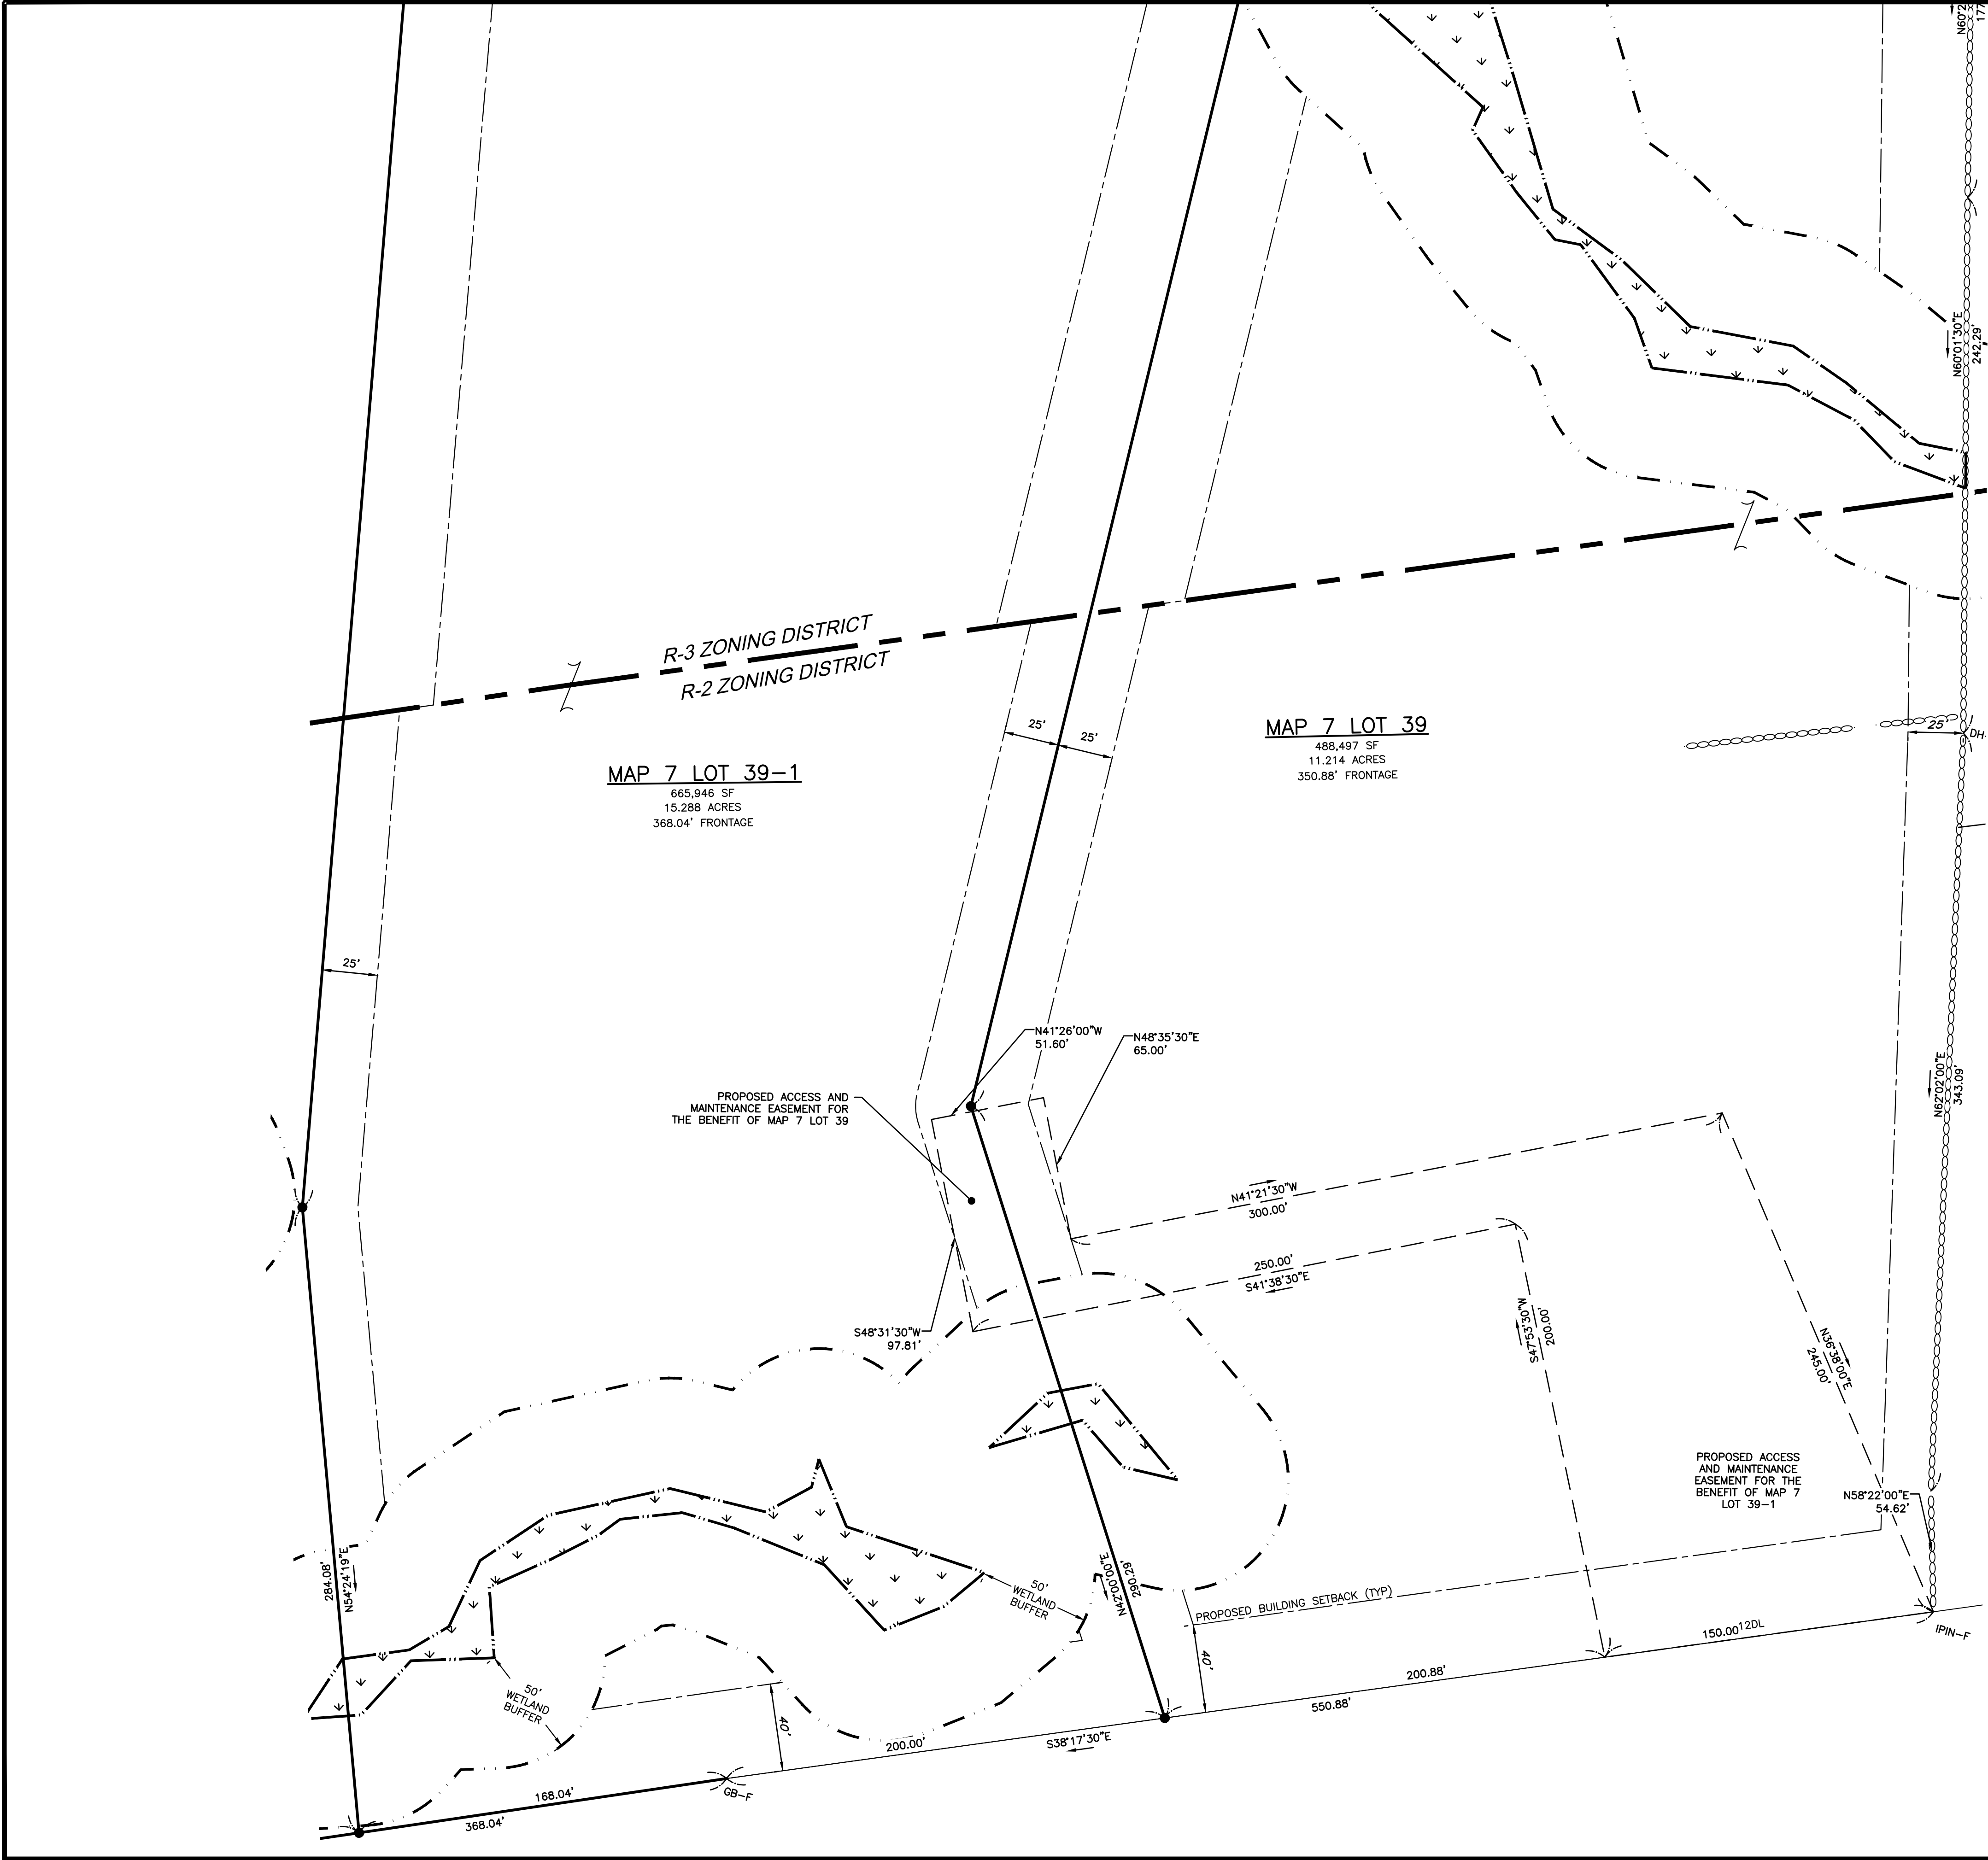 N60°2
177
N60°01'30"E
242.29'
R-3 ZONING DISTRICT
R-2 ZONING DISTRICT
MAP 7 LOT 39-1
665,946 SF
15.288 ACRES
368.04' FRONTAGE
25'
25'
MAP 7 LOT 39
488,497 SF
11.214 ACRES
350.88' FRONTAGE
25'
DH
25'
N41°26'00"W
51.60'
N48°35'30"E
65.00'
PROPOSED ACCESS AND
MAINTENANCE EASEMENT FOR
THE BENEFIT OF MAP 7 LOT 39
N62°02'00"E
343.09'
N41°21'30"W
300.00'
250.00'
S41°38'30"E
S48°31'30"W
97.81'
S47°53'30"W
200.00'
N36°38'00"E
245.00'
PROPOSED ACCESS
AND MAINTENANCE
EASEMENT FOR THE
BENEFIT OF MAP 7
LOT 39-1
N58°22'00"E
54.62'
284.08'
N54°24'19"E
50'
WETLAND
BUFFER
N42°00'00"E
290.29'
PROPOSED BUILDING SETBACK (TYP)
40'
150.00'
12DL
IPIN-F
200.88'
550.88'
50'
WETLAND
BUFFER
40'
200.00'
S38°17'30"E
GB-F
168.04'
368.04'